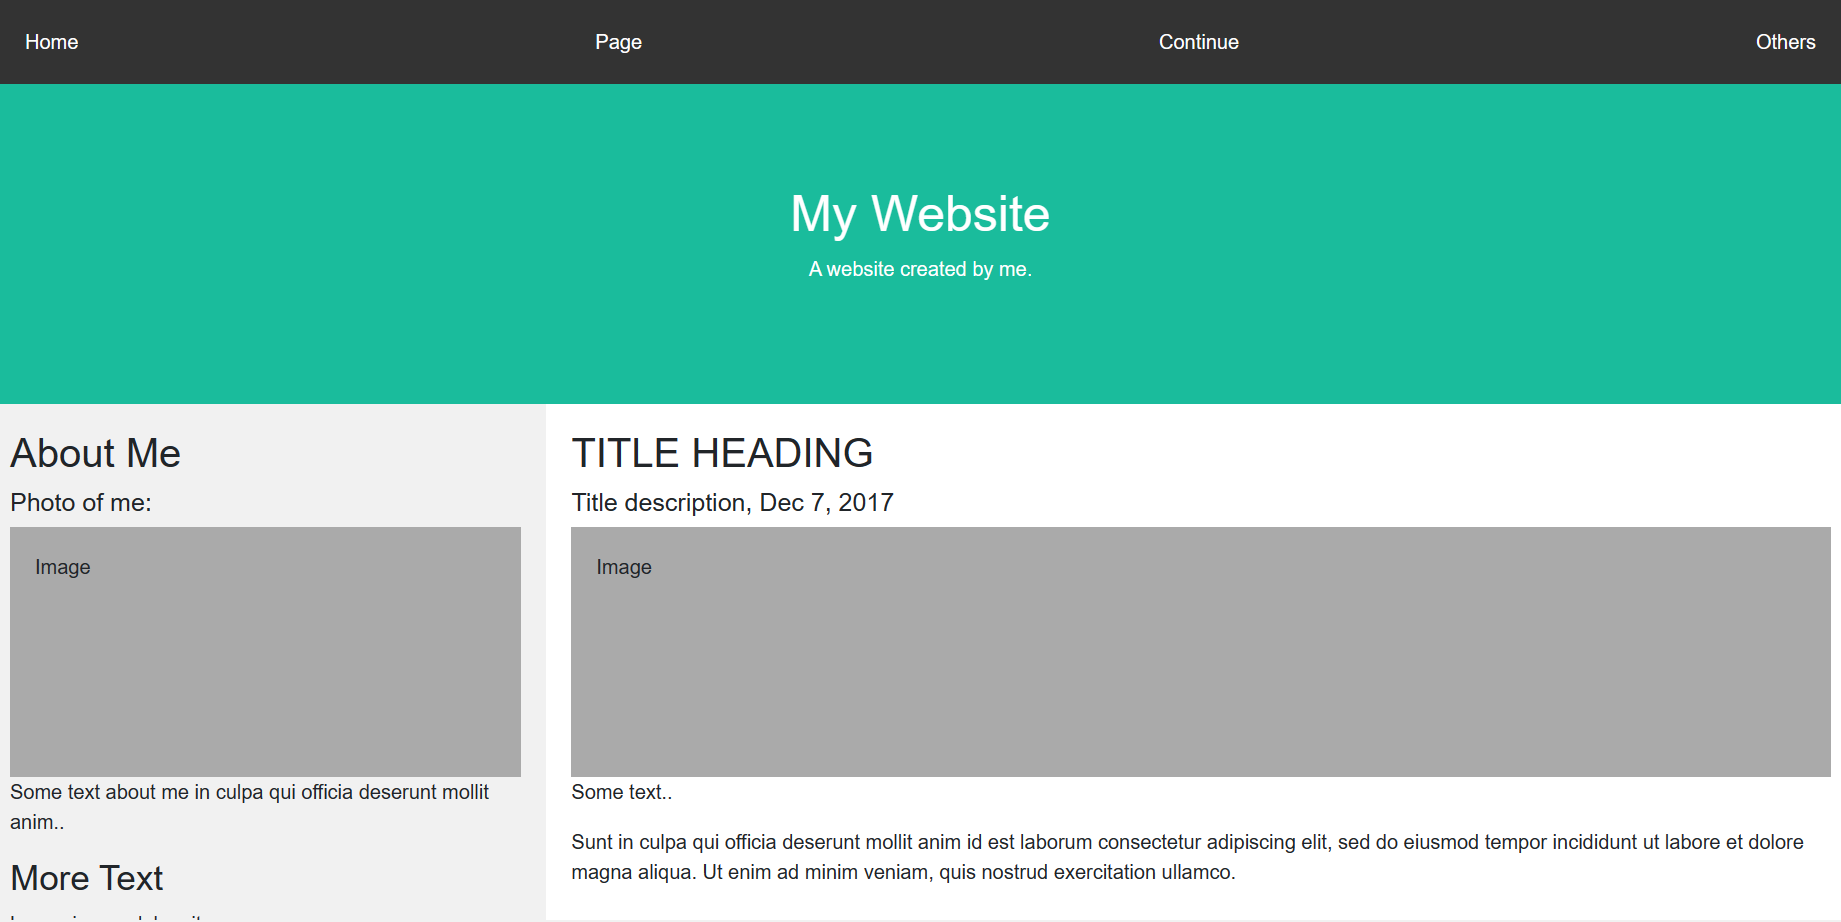 Home Page Continue Others
My Website
A website created by me.
About Me
Photo of me:
Image
Some text about me in culpa qui officia deserunt mollit
anim..
More Text
TITLE HEADING
Title description, Dec 7, 2017
Image
Some text..
Sunt in culpa qui officia deserunt mollit anim id est laborum consectetur adipiscing elit, sed do eiusmod tempor incididunt ut labore et dolore
magna aliqua. Ut enim ad minim veniam, quis nostrud exercitation ullamco.